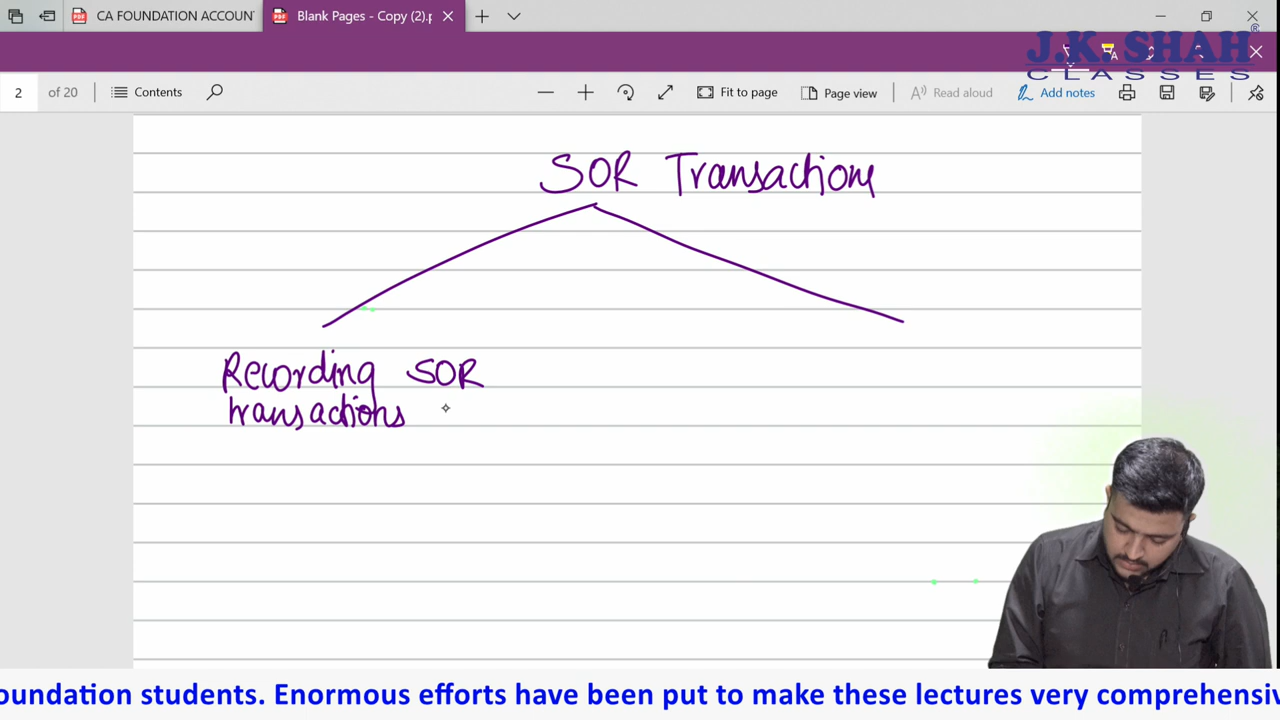 CA FOUNDATION ACCOUN
Blank Pages - Copy (2).p
J.K. SHAH ®
CLASSES
2 of 20
Contents
Fit to page
Page view
Read aloud
Add notes
SOR Transactions
Recording SOR
transactions
oundation students. Enormous efforts have been put to make these lectures very comprehensiv